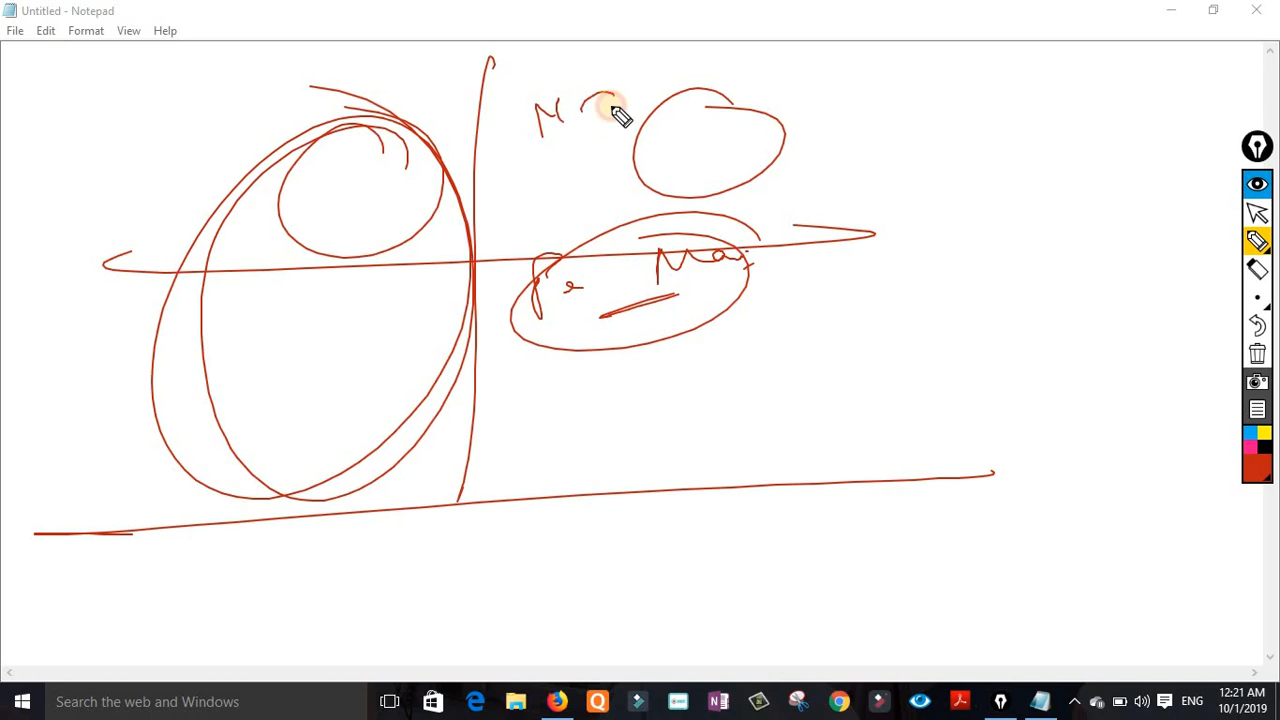 Untitled - Notepad
File Edit Format View Help
M
Search the web and Windows
ENG
12:21 AM
10/1/2019